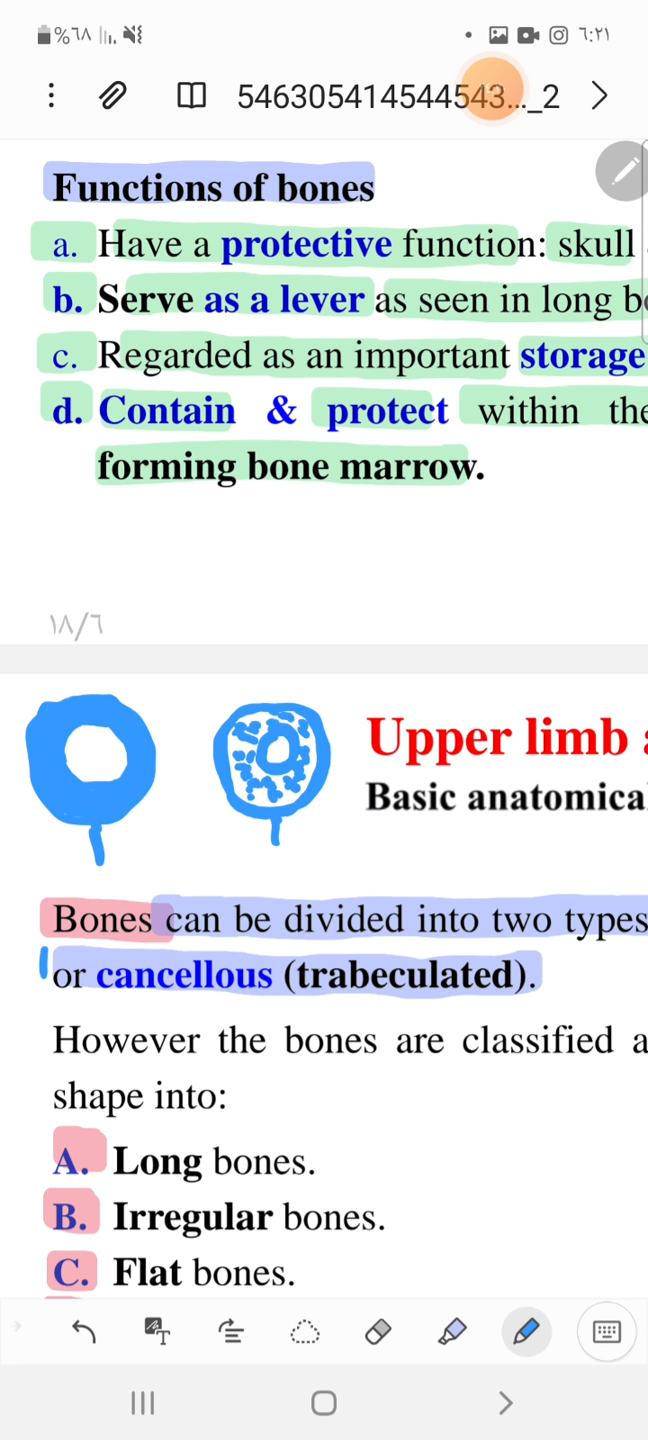 %٦٨ ٦:٢١
546305414544543..._2
Functions of bones
a. Have a protective function: skull
b. Serve as a lever as seen in long b
c. Regarded as an important storage
d. Contain & protect within the
forming bone marrow.
١٨/٦
Upper limb
Basic anatomical
Bones can be divided into two types
or cancellous (trabeculated).
However the bones are classified a
shape into:
A. Long bones.
B. Irregular bones.
C. Flat bones.